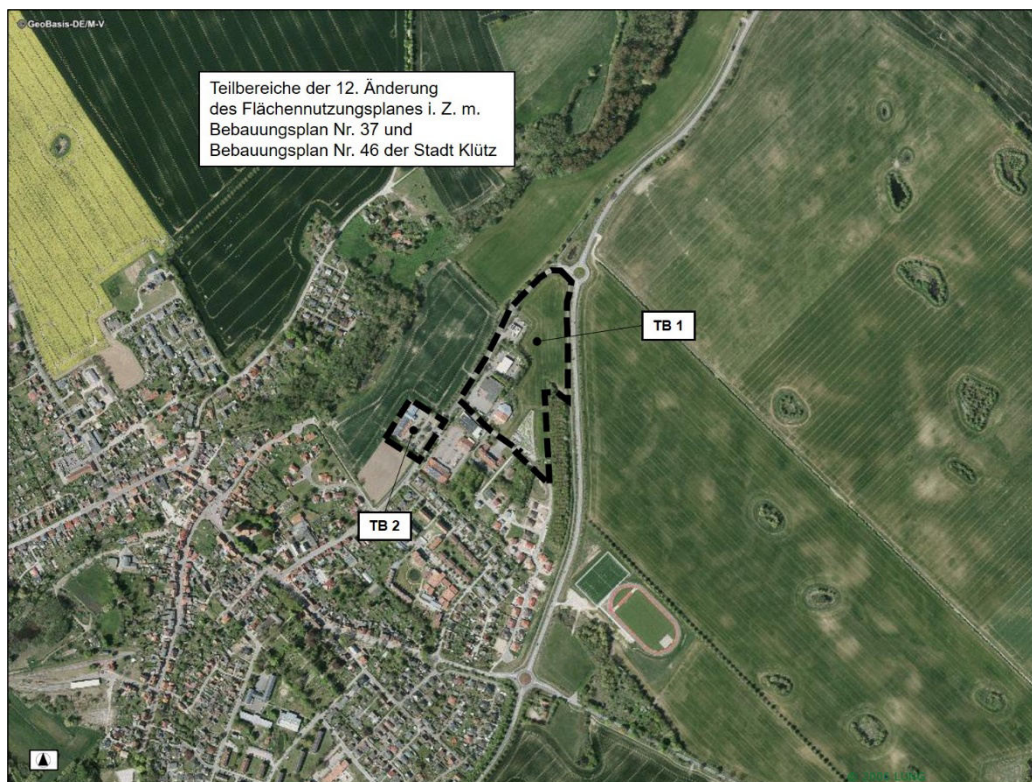 © GeoBasis-DE/M-V
Teilbereiche der 12. Änderung
des Flächennutzungsplanes i. Z. m.
Bebauungsplan Nr. 37 und
Bebauungsplan Nr. 46 der Stadt Klütz
TB 1
TB 2